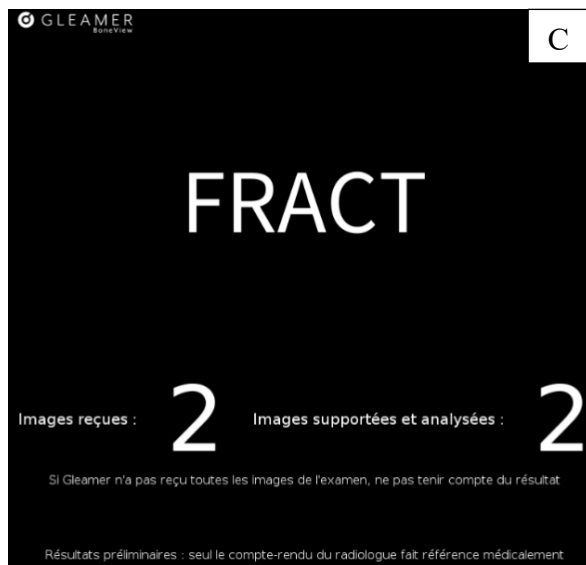 GLEAMER
BoneView
C
FRACT
Images reçues : 2 Images supportées et analysées : 2
Si Gleamer n'a pas reçu toutes les images de l'examen, ne pas tenir compte du résultat
Résultats préliminaires : seul le compte-rendu du radiologue fait référence médicalement